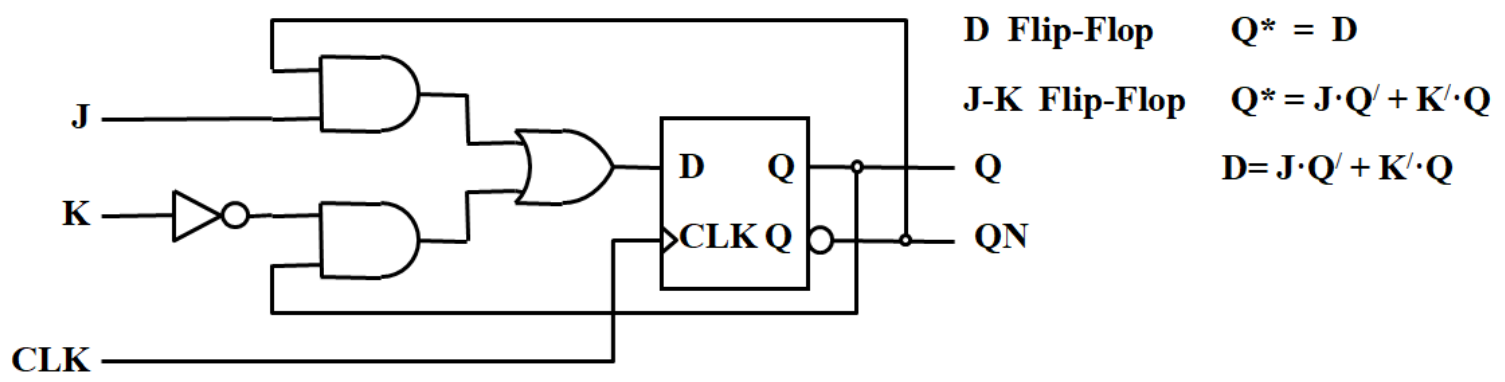 D Flip-Flop Q* = D
J
J-K Flip-Flop Q* = J·Q/ + K/·Q
D Q Q D= J·Q/ + K/·Q
K
CLK Q QN
CLK